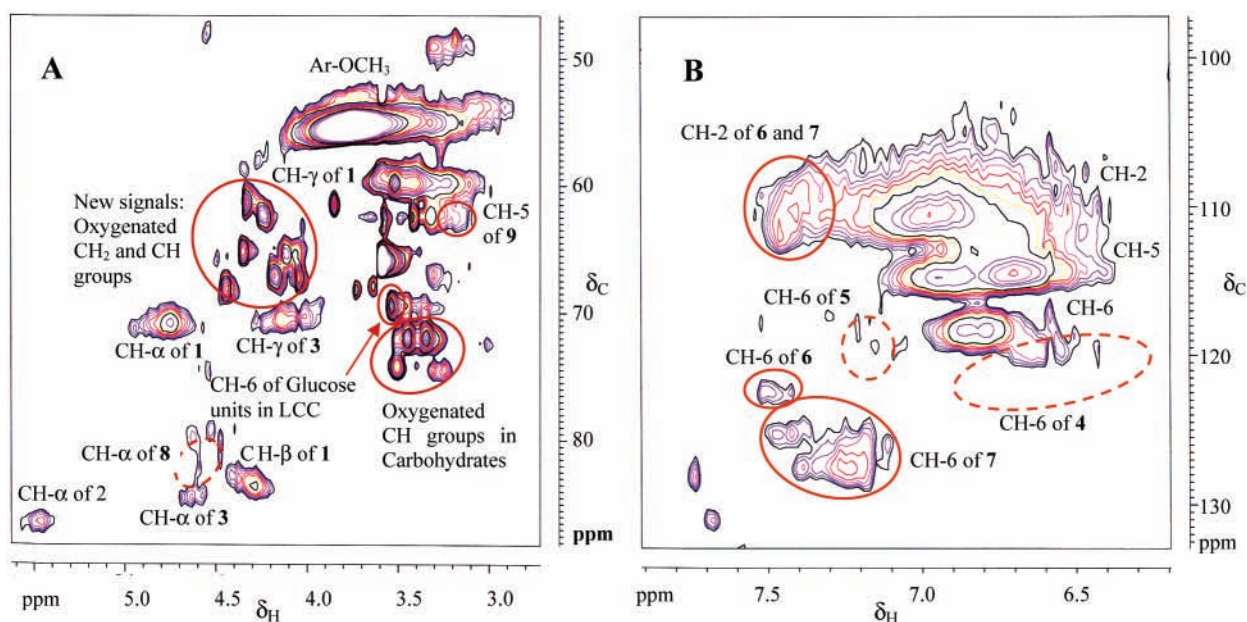 A
Ar-OCH₃
50
New signals:
Oxygenated
CH₂ and CH
groups
CH-γ of 1
60
CH-5
of 9
δC
70
CH-α of 1
CH-γ of 3
CH-6 of Glucose
units in LCC
Oxygenated
CH groups in
Carbohydrates
80
CH-α of 8
CH-β of 1
CH-α of 2
CH-α of 3
ppm
ppm 5.0 4.0 3.5 3.0
δH
B
100
CH-2 of 6 and 7
CH-2
110
CH-5
δC
CH-6 of 5
CH-6
120
CH-6 of 6
CH-6 of 4
CH-6 of 7
130
ppm
ppm 7.5 7.0 6.5
δH